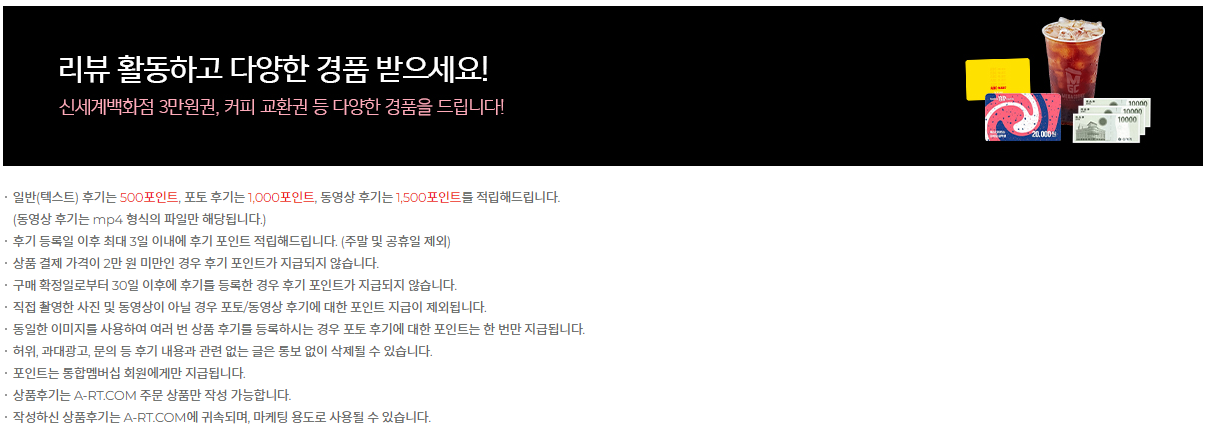 리뷰 활동하고 다양한 경품 받으세요!
신세계백화점 3만원권, 커피 교환권 등 다양한 경품을 드립니다!
MGC
20,000원
10000
10000
· 일반(텍스트) 후기는 500포인트, 포토 후기는 1,000포인트, 동영상 후기는 1,500포인트를 적립해드립니다.
(동영상 후기는 mp4 형식의 파일만 해당됩니다.)
· 후기 등록일 이후 최대 3일 이내에 후기 포인트 적립해드립니다. (주말 및 공휴일 제외)
· 상품 결제 가격이 2만 원 미만인 경우 후기 포인트가 지급되지 않습니다.
· 구매 확정일로부터 30일 이후에 후기를 등록한 경우 후기 포인트가 지급되지 않습니다.
· 직접 촬영한 사진 및 동영상이 아닐 경우 포토/동영상 후기에 대한 포인트 지급이 제외됩니다.
· 동일한 이미지를 사용하여 여러 번 상품 후기를 등록하시는 경우 포토 후기에 대한 포인트는 한 번만 지급됩니다.
· 허위, 과대광고, 문의 등 후기 내용과 관련 없는 글은 통보 없이 삭제될 수 있습니다.
· 포인트는 통합멤버십 회원에게만 지급됩니다.
· 상품후기는 A-RT.COM 주문 상품만 작성 가능합니다.
· 작성하신 상품후기는 A-RT.COM에 귀속되며, 마케팅 용도로 사용될 수 있습니다.